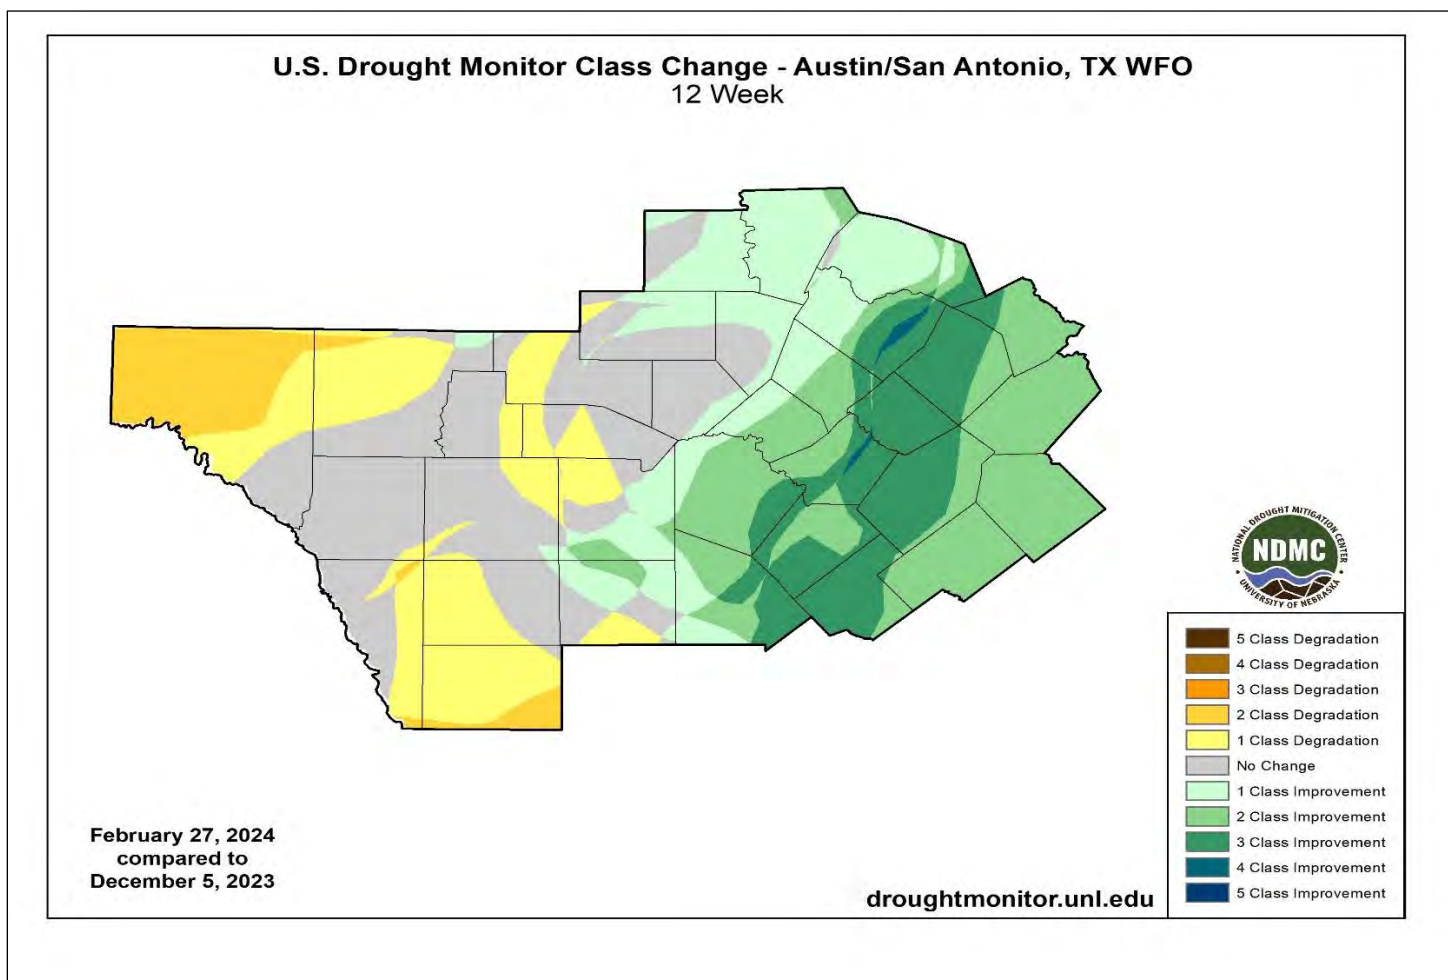 U.S. Drought Monitor Class Change - Austin/San Antonio, TX WFO
12 Week
NATIONAL DROUGHT MITIGATION CENTER
NDMC
UNIVERSITY OF NEBRASKA
5 Class Degradation
4 Class Degradation
3 Class Degradation
2 Class Degradation
1 Class Degradation
No Change
1 Class Improvement
2 Class Improvement
3 Class Improvement
4 Class Improvement
5 Class Improvement
February 27, 2024
compared to
December 5, 2023
droughtmonitor.unl.edu